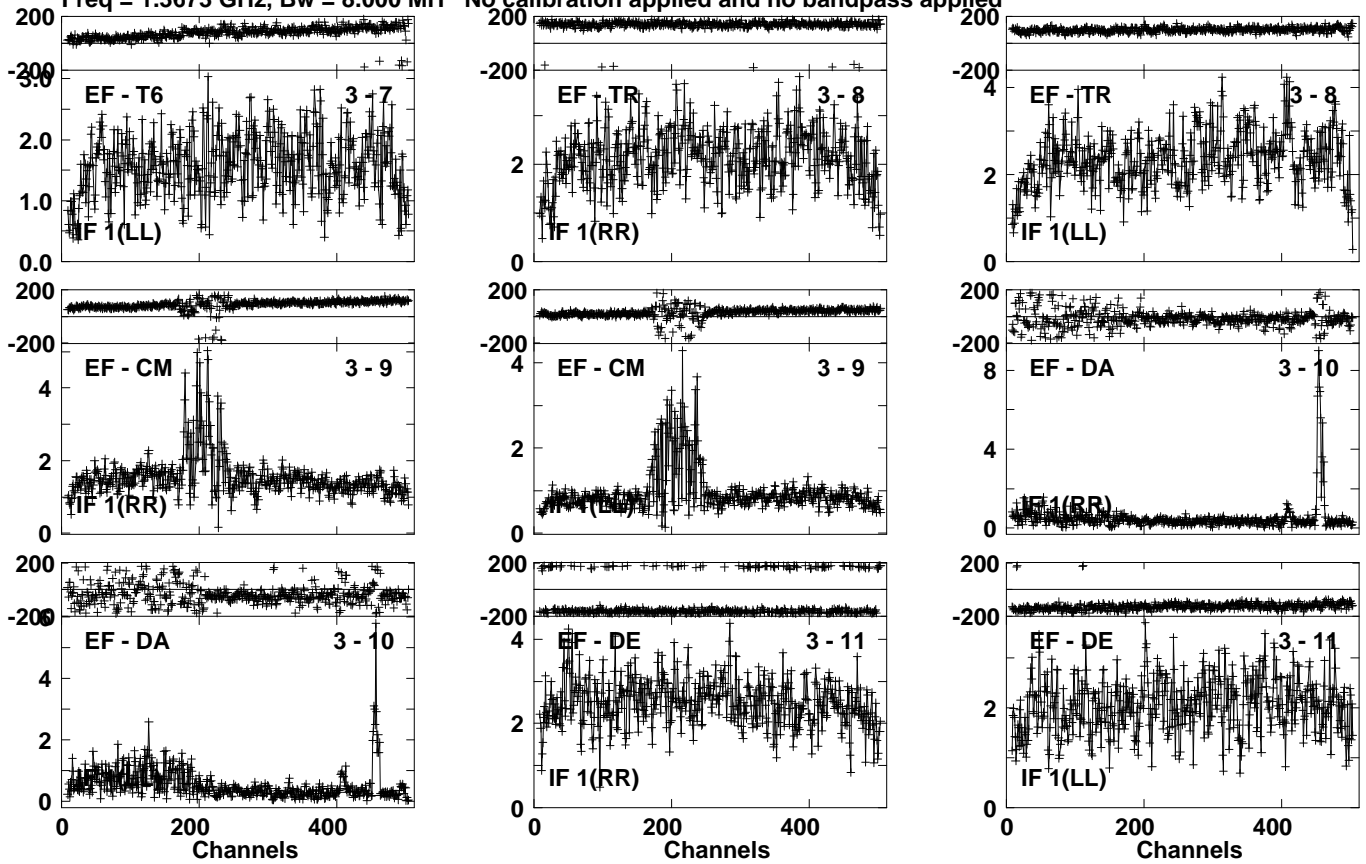 Freq = 1.3673 GHz, Bw = 8.000 MH No calibration applied and no bandpass applied
200 200 200
-200 -200 -200
3.0 EF - T6 3 - 7 EF - TR 3 - 8 4 EF - TR 3 - 8
2.0 2 2
1.0
IF 1(LL) IF 1(RR) IF 1(LL)
0.0 0 0
200 200 200
-200 -200 -200
EF - CM 3 - 9 4 EF - CM 3 - 9 8 EF - DA 3 - 10
4
2 2 4
IF 1(RR) IF 1(LL) IF 1(RR)
0 0 0
200 200 200
-200 -200 -200
6 EF - DA 3 - 10 4 EF - DE 3 - 11 EF - DE 3 - 11
4
2 2 2
IF 1(RR) IF 1(LL)
0 0 0
0 200 400 0 200 400 0 200 400
Channels Channels Channels